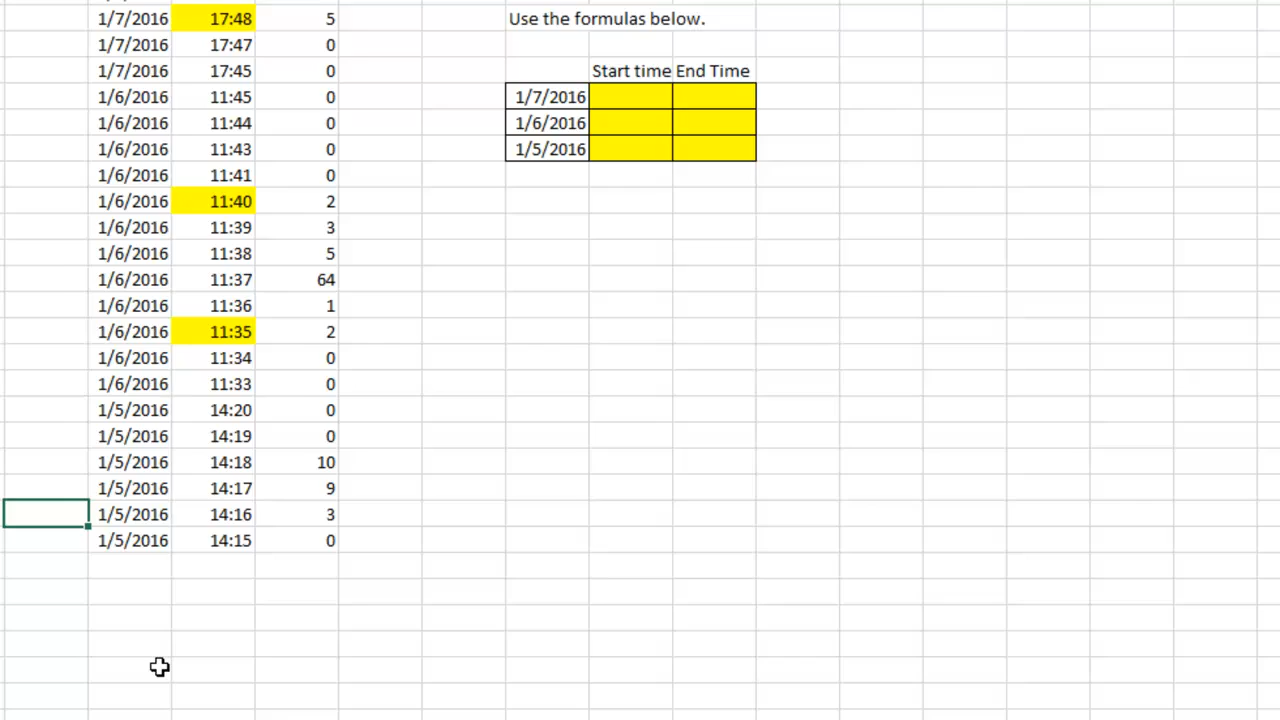 1/7/2016 17:48 5 Use the formulas below.
1/7/2016 17:47 0
1/7/2016 17:45 0 Start time End Time
1/6/2016 11:45 0 1/7/2016
1/6/2016 11:44 0 1/6/2016
1/6/2016 11:43 0 1/5/2016
1/6/2016 11:41 0
1/6/2016 11:40 2
1/6/2016 11:39 3
1/6/2016 11:38 5
1/6/2016 11:37 64
1/6/2016 11:36 1
1/6/2016 11:35 2
1/6/2016 11:34 0
1/6/2016 11:33 0
1/5/2016 14:20 0
1/5/2016 14:19 0
1/5/2016 14:18 10
1/5/2016 14:17 9
1/5/2016 14:16 3
1/5/2016 14:15 0